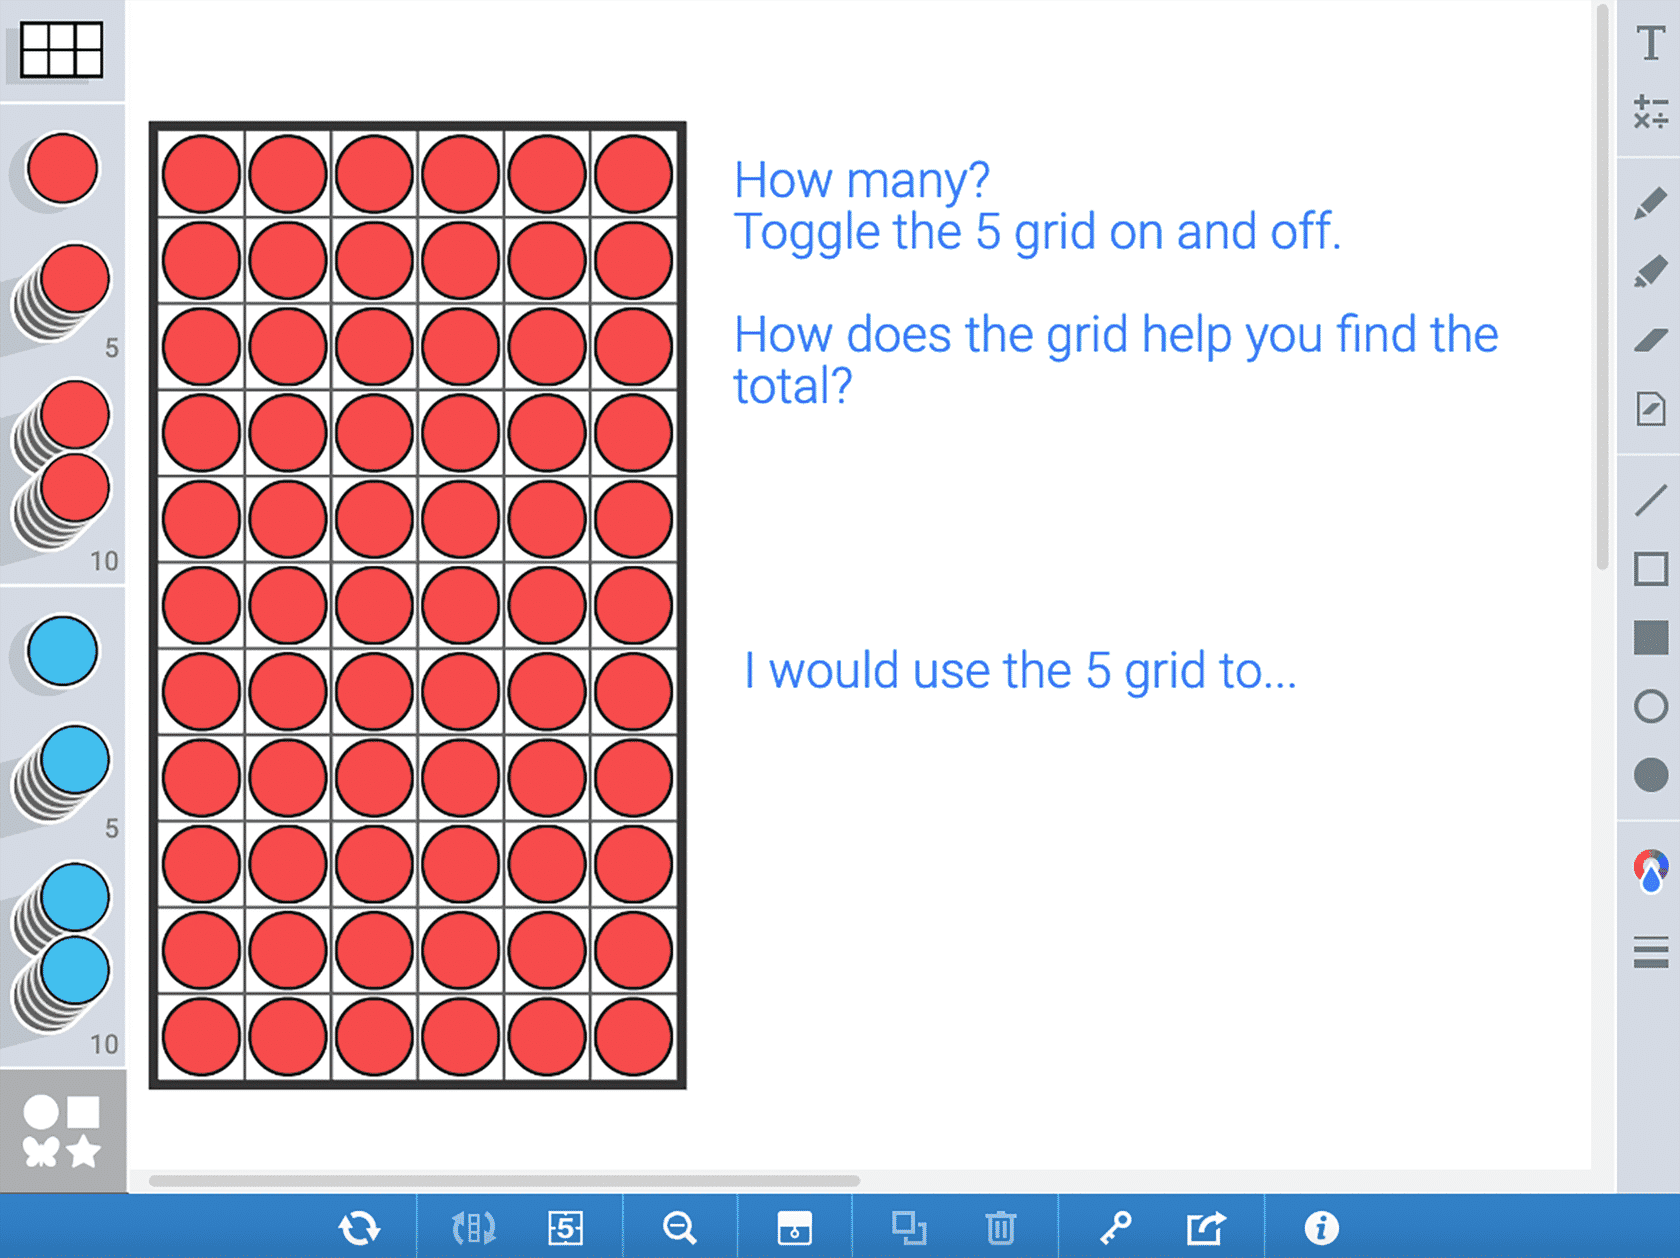 How many?
Toggle the 5 grid on and off.
How does the grid help you find the
total?
I would use the 5 grid to...
5
10
5
10
T
5
i